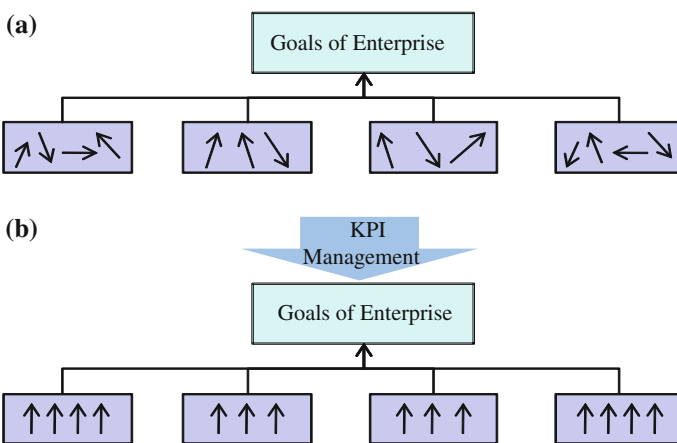 (a)
Goals of Enterprise
(b)
KPI
Management
Goals of Enterprise